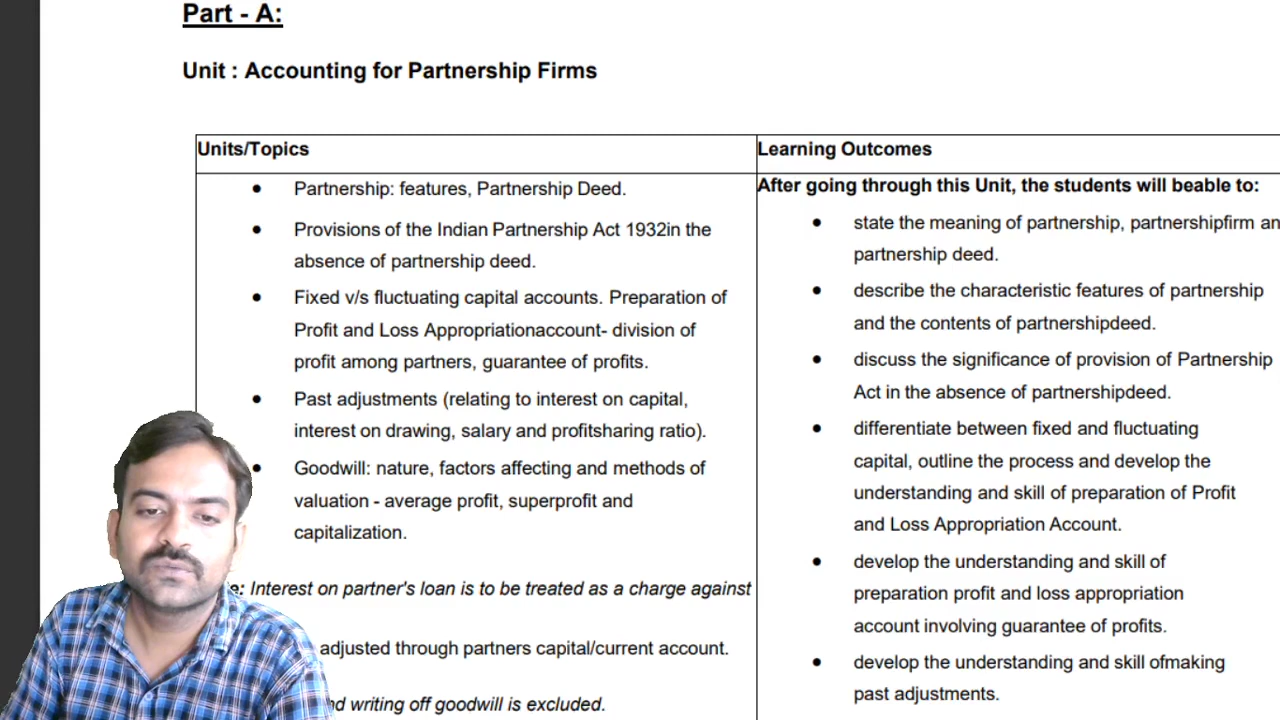 Part - A:
Unit : Accounting for Partnership Firms
Units/Topics
• Partnership: features, Partnership Deed.
• Provisions of the Indian Partnership Act 1932in the
absence of partnership deed.
• Fixed v/s fluctuating capital accounts. Preparation of
Profit and Loss Appropriationaccount- division of
profit among partners, guarantee of profits.
• Past adjustments (relating to interest on capital,
interest on drawing, salary and profitsharing ratio).
• Goodwill: nature, factors affecting and methods of
valuation - average profit, superprofit and
capitalization.
Interest on partner's loan is to be treated as a charge against
adjusted through partners capital/current account.
writing off goodwill is excluded.
Learning Outcomes
After going through this Unit, the students will beable to:
• state the meaning of partnership, partnershipfirm
partnership deed.
• describe the characteristic features of partnership
and the contents of partnershipdeed.
• discuss the significance of provision of Partnership
Act in the absence of partnershipdeed.
• differentiate between fixed and fluctuating
capital, outline the process and develop the
understanding and skill of preparation of Profit
and Loss Appropriation Account.
• develop the understanding and skill of
preparation profit and loss appropriation
account involving guarantee of profits.
• develop the understanding and skill ofmaking
past adjustments.